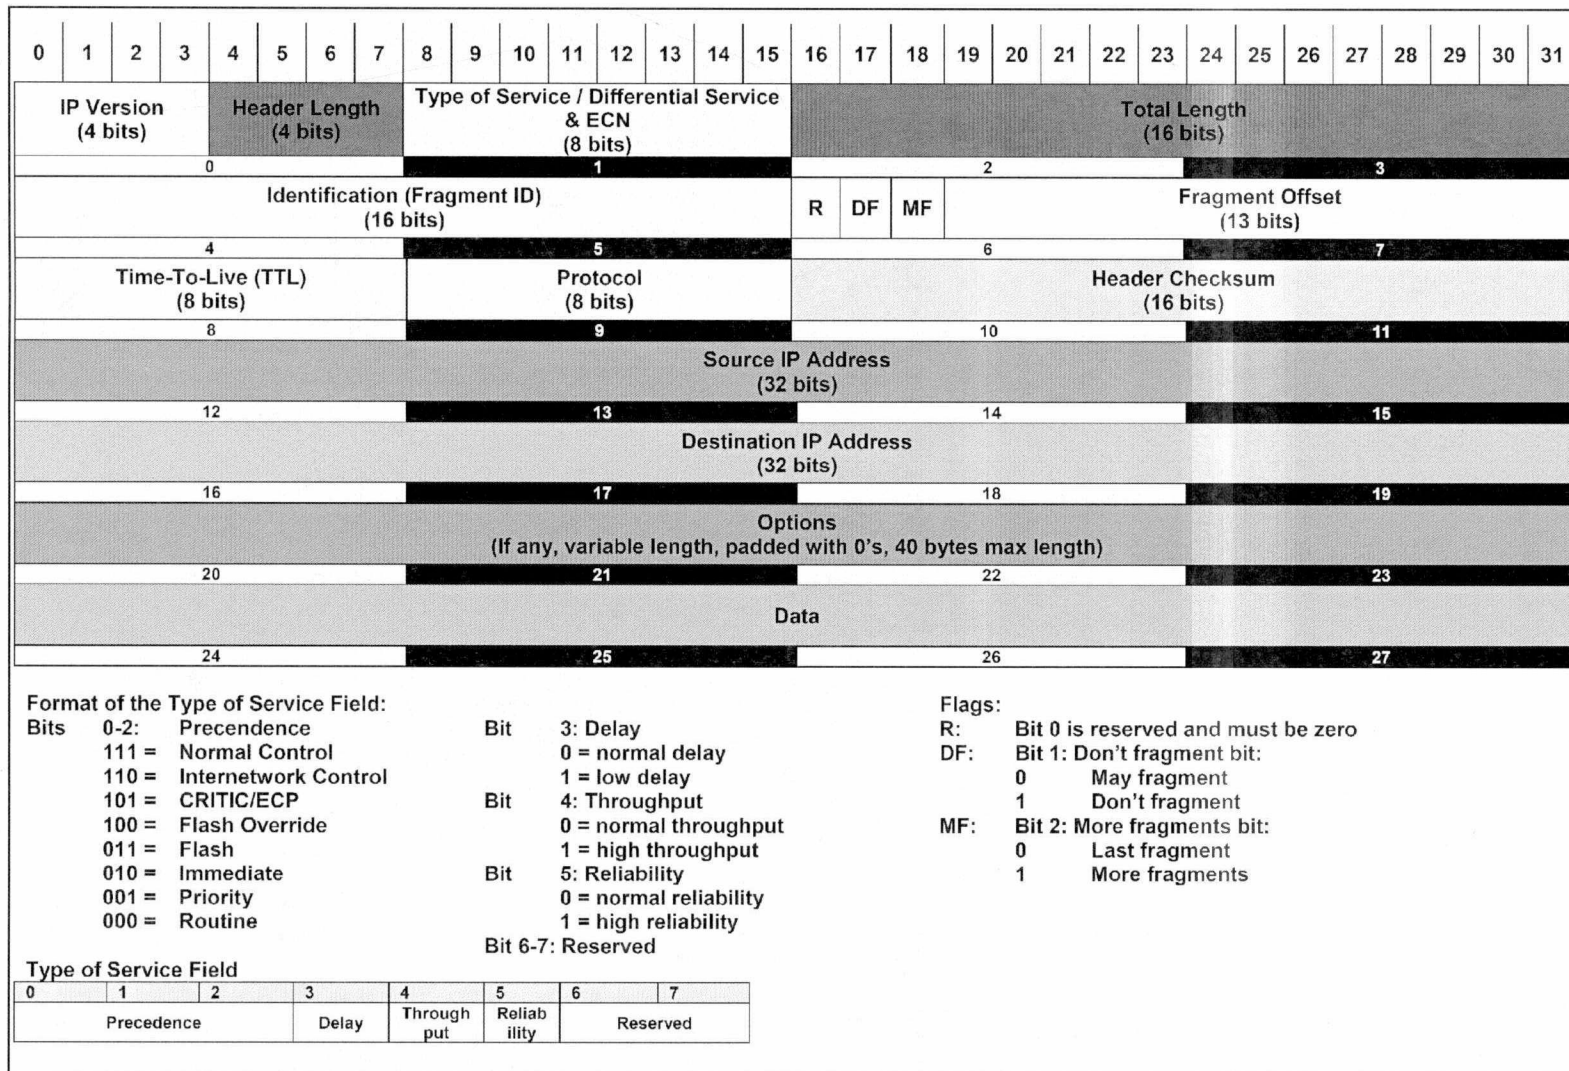 0 1 2 3 4 5 6 7 8 9 10 11 12 13 14 15 16 17 18 19 20 21 22 23 24 25 26 27 28 29 30 31
IP Version
(4 bits)
Header Length
(4 bits)
Type of Service / Differential Service
& ECN
(8 bits)
Total Length
(16 bits)
0 1 2 3
Identification (Fragment ID)
(16 bits)
R DF MF
Fragment Offset
(13 bits)
4 5 6 7
Time-To-Live (TTL)
(8 bits)
Protocol
(8 bits)
Header Checksum
(16 bits)
8 9 10 11
Source IP Address
(32 bits)
12 13 14 15
Destination IP Address
(32 bits)
16 17 18 19
Options
(If any, variable length, padded with 0's, 40 bytes max length)
20 21 22 23
Data
24 25 26 27
Format of the Type of Service Field:
Bits 0-2: Precendence
111 = Normal Control
110 = Internetwork Control
101 = CRITIC/ECP
100 = Flash Override
011 = Flash
010 = Immediate
001 = Priority
000 = Routine
Bit 3: Delay
0 = normal delay
1 = low delay
Bit 4: Throughput
0 = normal throughput
1 = high throughput
Bit 5: Reliability
0 = normal reliability
1 = high reliability
Bit 6-7: Reserved
Flags:
R: Bit 0 is reserved and must be zero
DF: Bit 1: Don't fragment bit:
0 May fragment
1 Don't fragment
MF: Bit 2: More fragments bit:
0 Last fragment
1 More fragments
Type of Service Field
0 1 2 3 4 5 6 7
Precedence
Delay
Through
put
Reliab
ility
Reserved